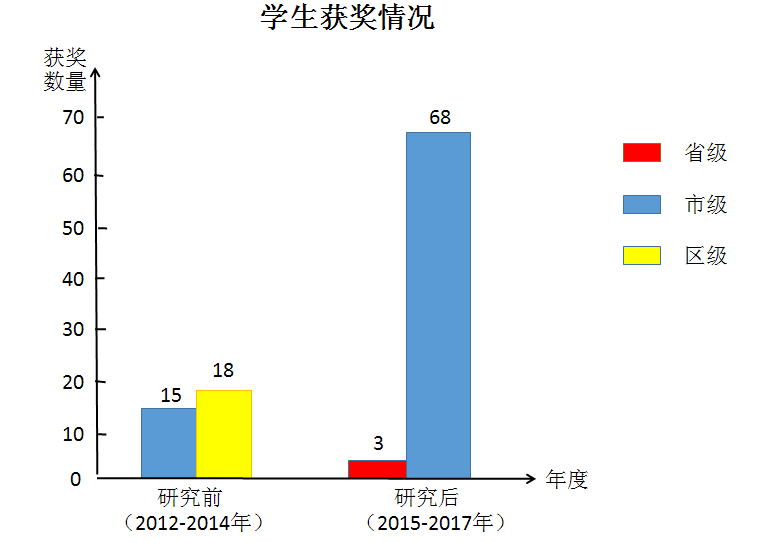 学生获奖情况
获奖
数量
70
60
50
40
30
20
10
0
15
18
3
68
研究前
（2012-2014年）
研究后
（2015-2017年）
年度
省级
市级
区级